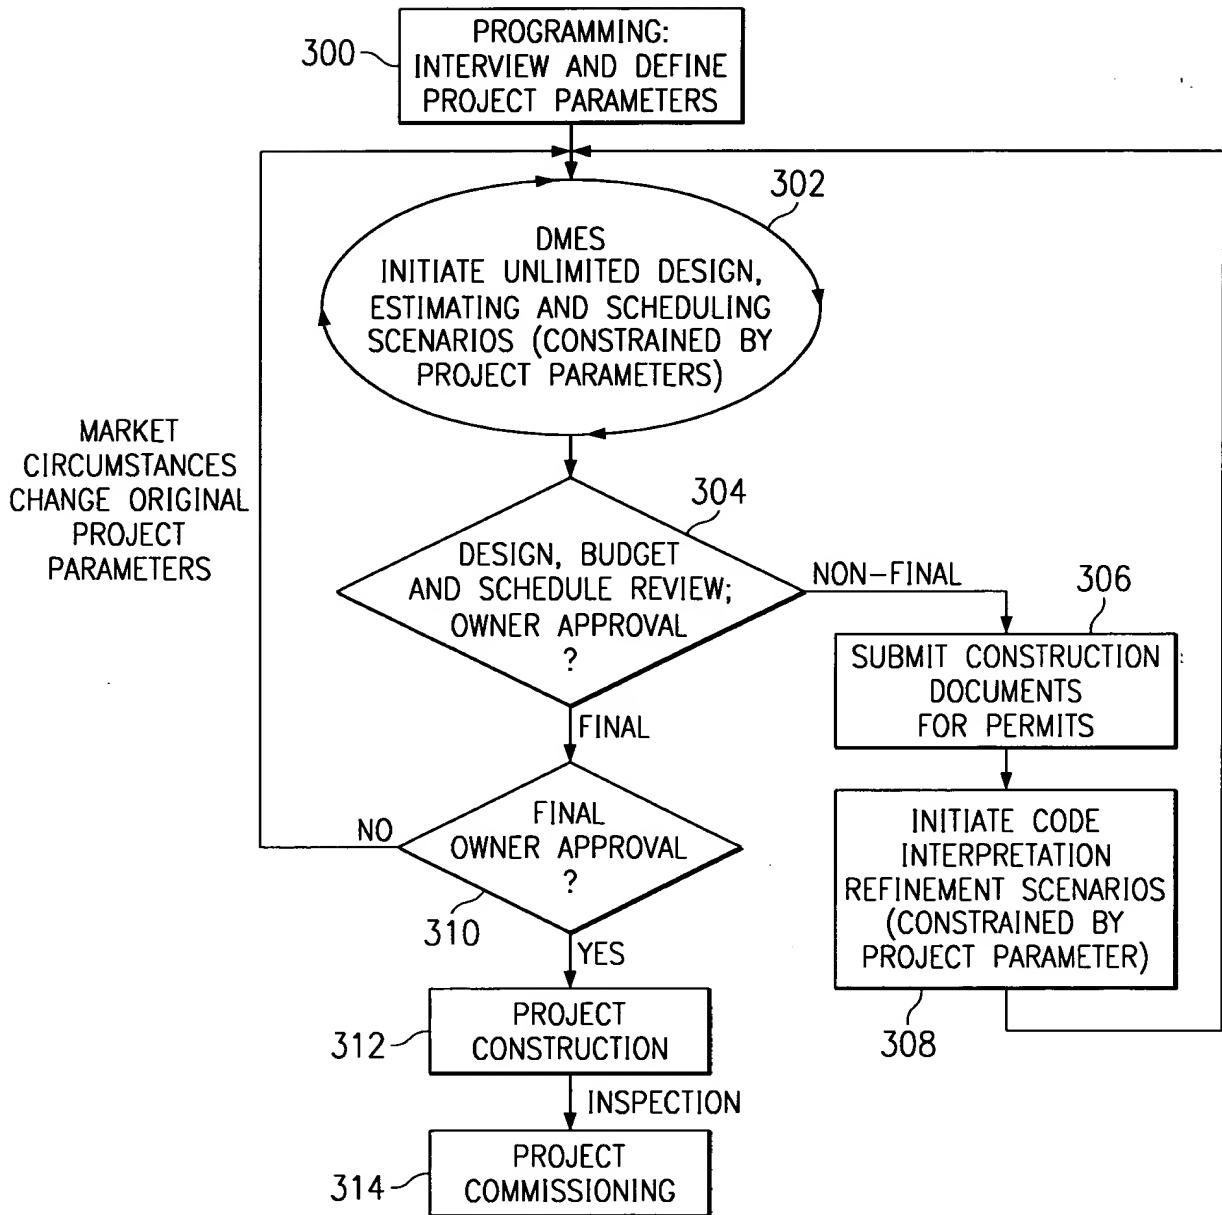 300
PROGRAMMING:
INTERVIEW AND DEFINE
PROJECT PARAMETERS
302
DMES
INITIATE UNLIMITED DESIGN,
ESTIMATING AND SCHEDULING
SCENARIOS (CONSTRAINED BY
PROJECT PARAMETERS)
MARKET
CIRCUMSTANCES
CHANGE ORIGINAL
PROJECT
PARAMETERS
304
DESIGN, BUDGET
AND SCHEDULE REVIEW;
OWNER APPROVAL
?
NON-FINAL
306
SUBMIT CONSTRUCTION
DOCUMENTS
FOR PERMITS
FINAL
FINAL
OWNER APPROVAL
?
NO
310
YES
INITIATE CODE
INTERPRETATION
REFINEMENT SCENARIOS
(CONSTRAINED BY
PROJECT PARAMETER)
308
312
PROJECT
CONSTRUCTION
INSPECTION
314
PROJECT
COMMISSIONING